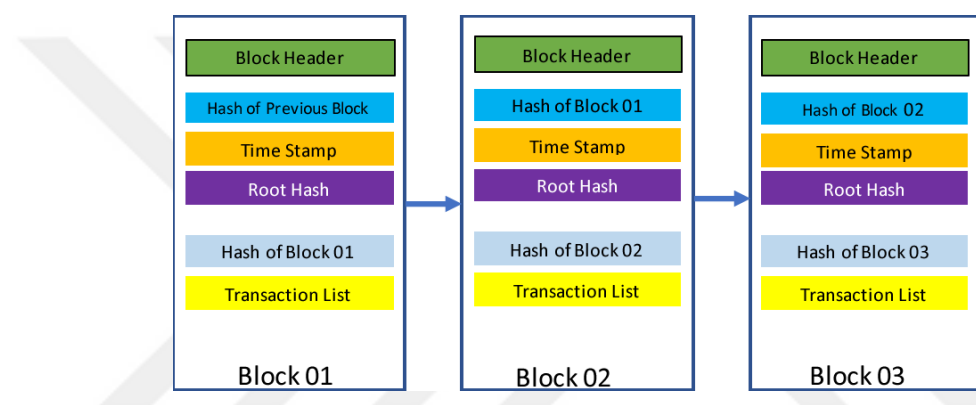 Block Header
Hash of Previous Block
Time Stamp
Root Hash
Hash of Block 01
Transaction List
Block 01
Block Header
Hash of Block 01
Time Stamp
Root Hash
Hash of Block 02
Transaction List
Block 02
Block Header
Hash of Block 02
Time Stamp
Root Hash
Hash of Block 03
Transaction List
Block 03